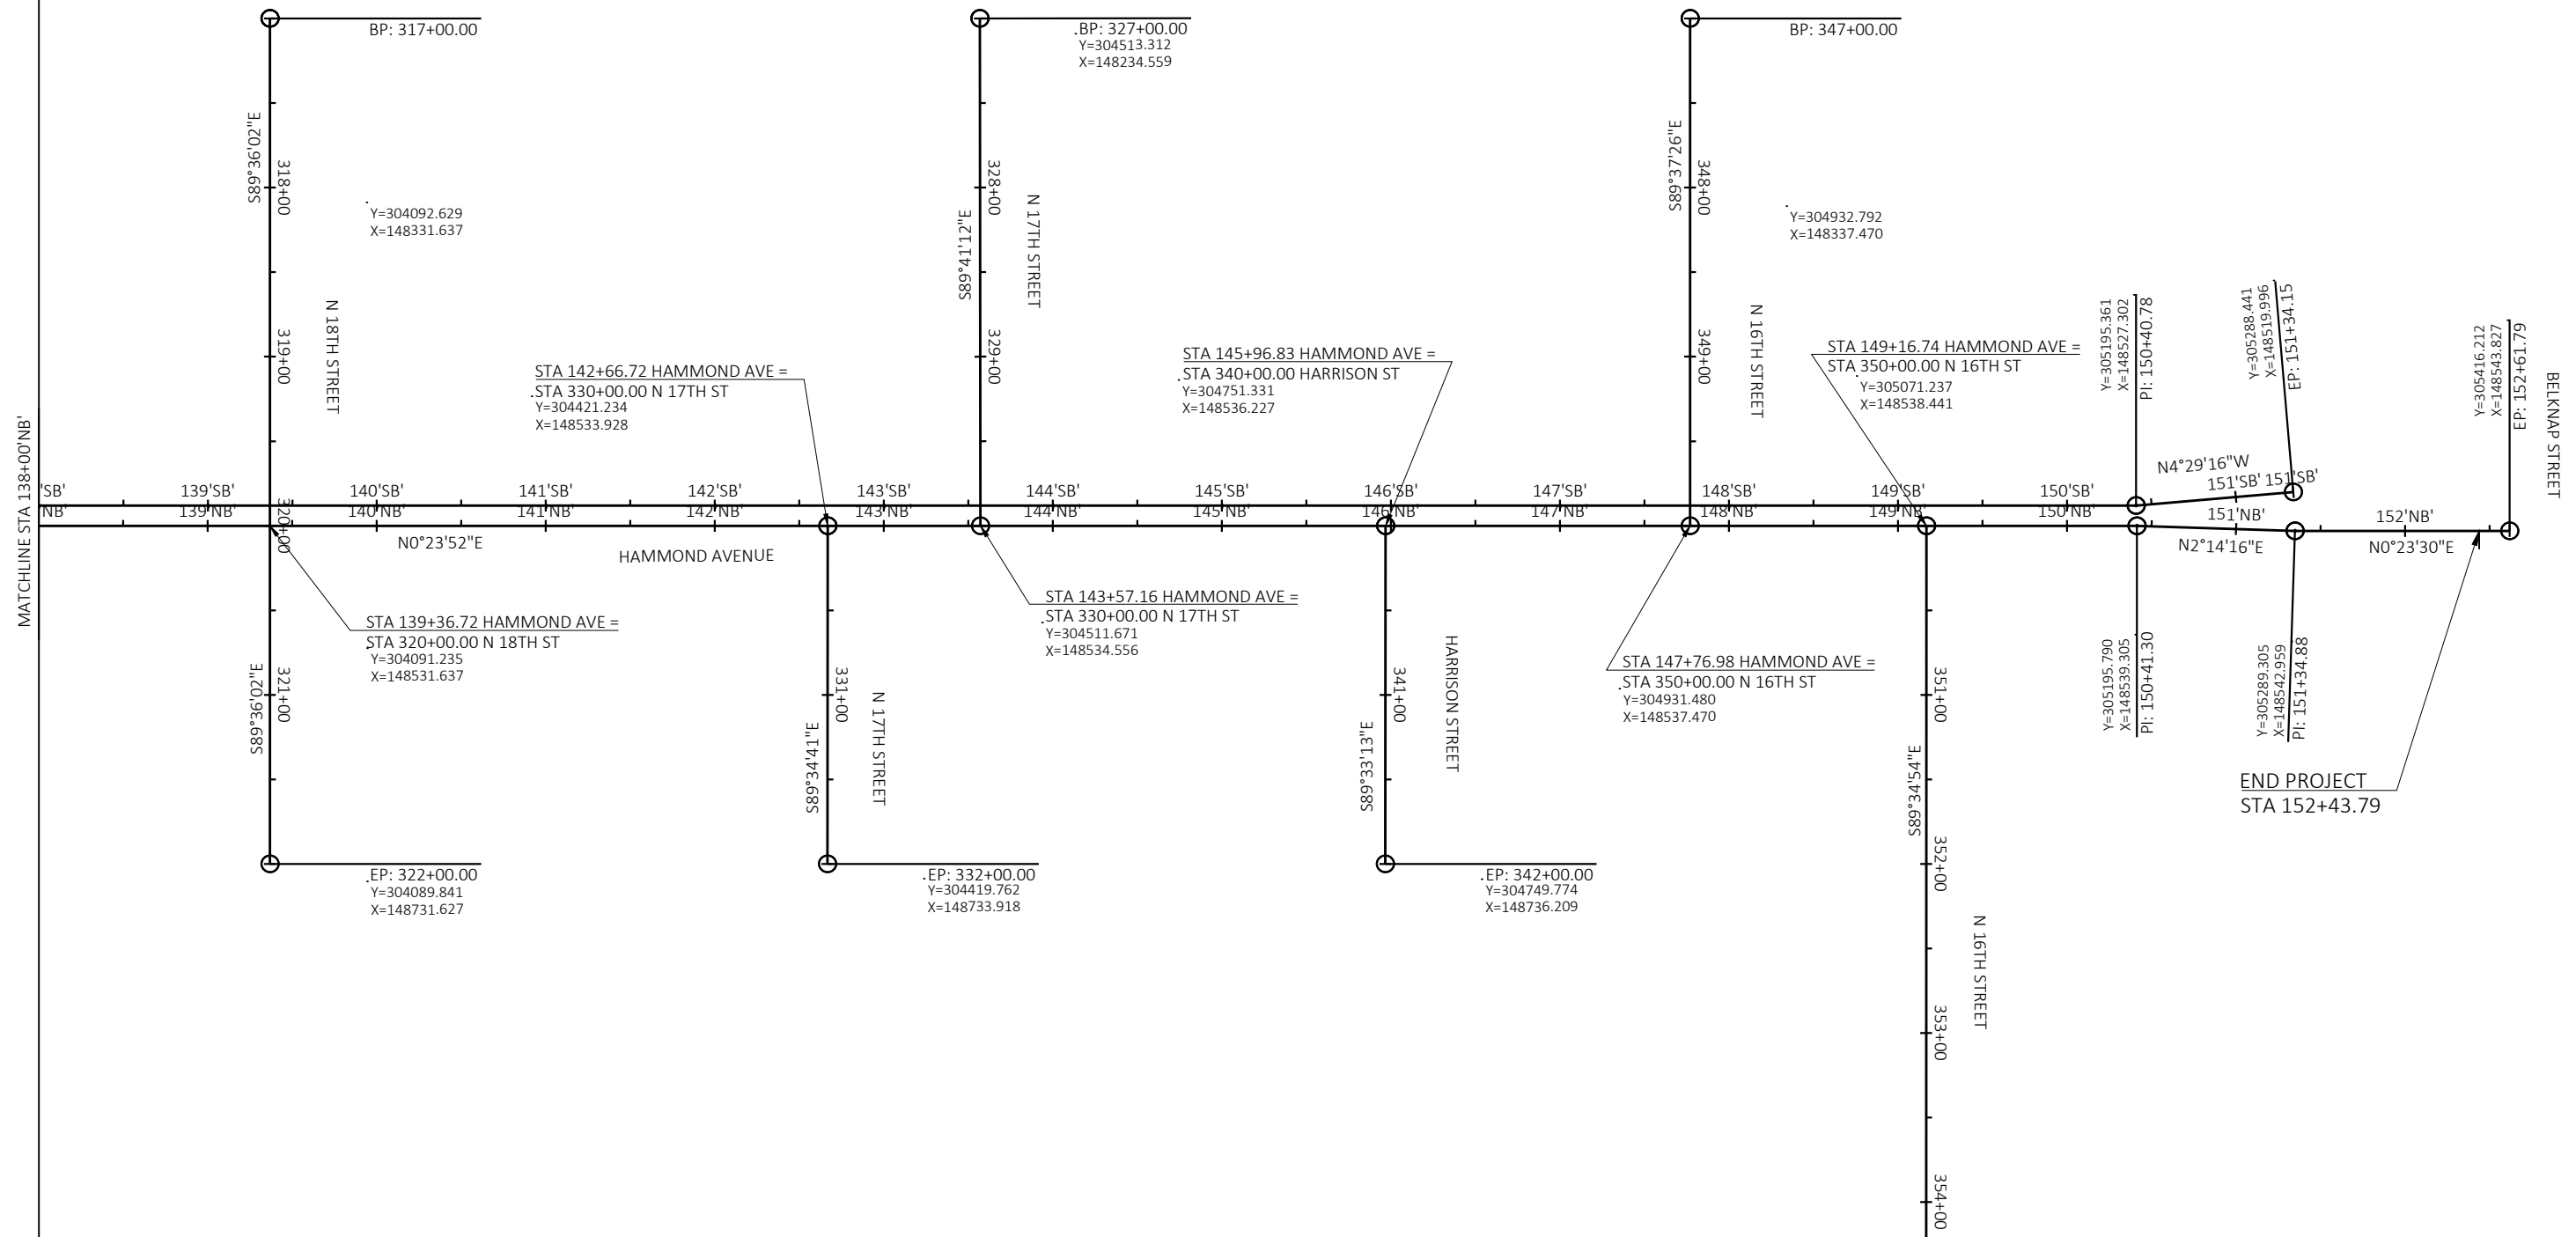 BP: 317+00.00
.BP: 327+00.00
Y=304513.312
X=148234.559
BP: 347+00.00
S89°36'02"E
318+00
N 18TH STREET
319+00
320+00
Y=304092.629
X=148331.637
328+00
N 17TH STREET
S89°41'12"E
329+00
S89°37'26"E
348+00
N 16TH STREET
349+00
Y=304932.792
X=148337.470
STA 142+66.72 HAMMOND AVE =
STA 330+00.00 N 17TH ST
Y=304421.234
X=148533.928
STA 145+96.83 HAMMOND AVE =
STA 340+00.00 HARRISON ST
Y=304751.331
X=148536.227
STA 149+16.74 HAMMOND AVE =
STA 350+00.00 N 16TH ST
Y=305071.237
X=148538.441
Y=305195.361
X=148527.302
PI: 150+40.78
Y=305288.441
X=148519.996
EP: 151+34.15
Y=305416.212
X=148543.827
EP: 152+61.79
BELKNAP STREET
MATCHLINE STA 138+00'NB'
'SB' 139'SB' 140'SB' 141'SB' 142'SB' 143'SB' 144'SB' 145'SB' 146'SB' 147'SB' 148'SB' 149'SB' 150'SB' 151'SB' 151'SB'
N4°29'16"W
NB' 139'NB' 140'NB' 141'NB' 142'NB' 143'NB' 144'NB' 145'NB' 146'NB' 147'NB' 148'NB' 149'NB' 150'NB' 151'NB' 152'NB'
N0°23'52"E
HAMMOND AVENUE
N2°14'16"E
N0°23'30"E
STA 139+36.72 HAMMOND AVE =
STA 320+00.00 N 18TH ST
Y=304091.235
X=148531.637
STA 143+57.16 HAMMOND AVE =
STA 330+00.00 N 17TH ST
Y=304511.671
X=148534.556
STA 147+76.98 HAMMOND AVE =
STA 350+00.00 N 16TH ST
Y=304931.480
X=148537.470
Y=305195.790
X=148539.305
PI: 150+41.30
Y=305289.305
X=148542.959
PI: 151+34.88
END PROJECT
STA 152+43.79
S89°36'02"E
321+00
S89°34'41"E
331+00
N 17TH STREET
S89°33'13"E
341+00
HARRISON STREET
S89°34'54"E
351+00
352+00
N 16TH STREET
353+00
354+00
.EP: 322+00.00
Y=304089.841
X=148731.627
.EP: 332+00.00
Y=304419.762
X=148733.918
.EP: 342+00.00
Y=304749.774
X=148736.209